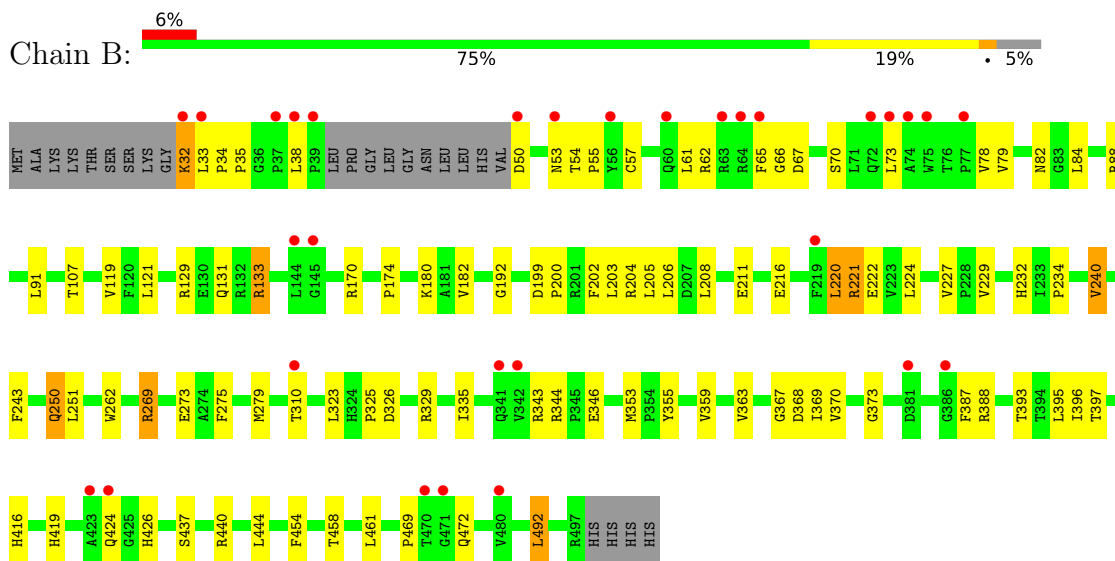 6%
Chain B:
75% 19% • 5%
MET ALA LYS LYS THR SER SER LYS GLY K32 L33 P34 P35 G36 P37 L38 P39 LEU PRO GLY LEU GLY ASN LEU LEU HIS VAL D50 N53 T54 P55 Y56 C57 Q60 L61 R62 R63 R64 F65 G66 D67 S70 L71 Q72 L73 A74 W75 T76 P77 V78 V79 N82 G83 L84
L91 T107 V119 F120 L121 R129 E130 Q131 R132 R133 L144 G145 R170 P174 K180 A181 V182 G192 D199 P200 R201 F202 L203 R204 L205 L206 D207 L208 E211 E216 F219 L220 R221 E222 V223 L224 V227 P228 V229 H232 I233 P234 V240
F243 Q250 L251 W262 R269 E273 A274 F275 M279 T310 L323 H324 P325 D326 R329 I335 Q341 V342 R343 R344 P345 E346 M353 P354 Y355 V359 V363 G367 D368 I369 V370 G373 D381 G386 F387 R388 T393 T394 L395 I396 T397
H416 H419 A423 Q424 G425 H426 S437 R440 L444 F454 T458 L461 P469 T470 G471 Q472 V480 L492 R497 HIS HIS HIS HIS